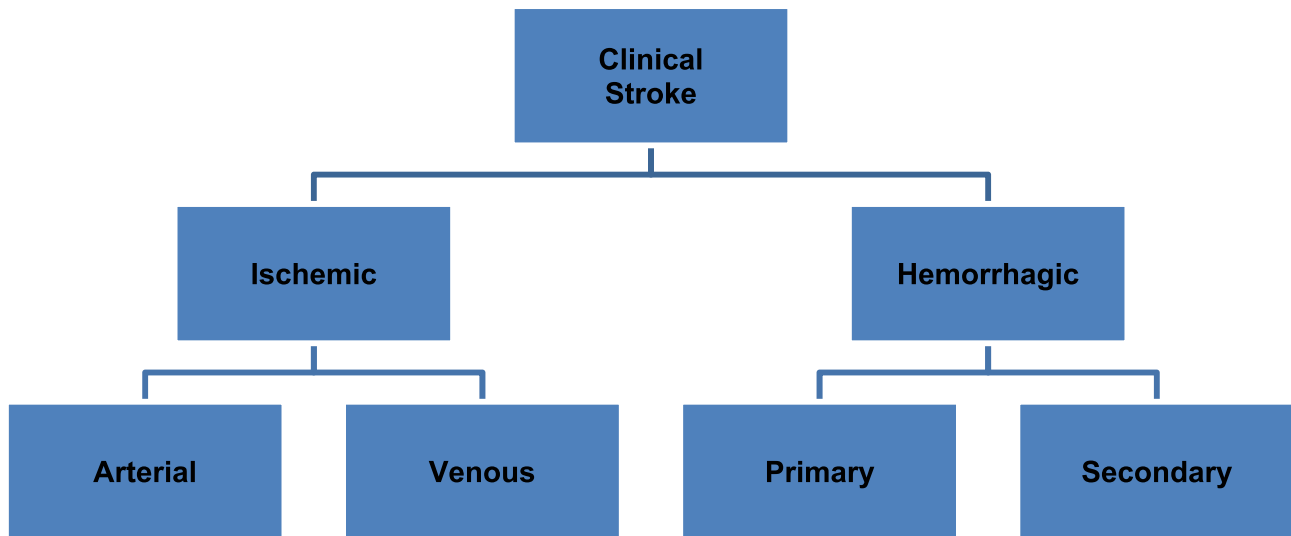 Clinical
Stroke
Ischemic
Hemorrhagic
Arterial
Venous
Primary
Secondary